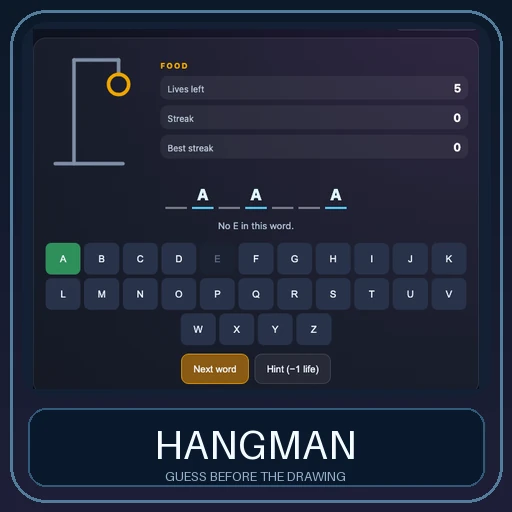 FOOD
Lives left 5
Streak 0
Best streak 0
_ A _ A _ _ A
No E in this word.
A B C D E F G H I J K
L M N O P Q R S T U V
W X Y Z
Next word Hint (−1 life)
HANGMAN
GUESS BEFORE THE DRAWING